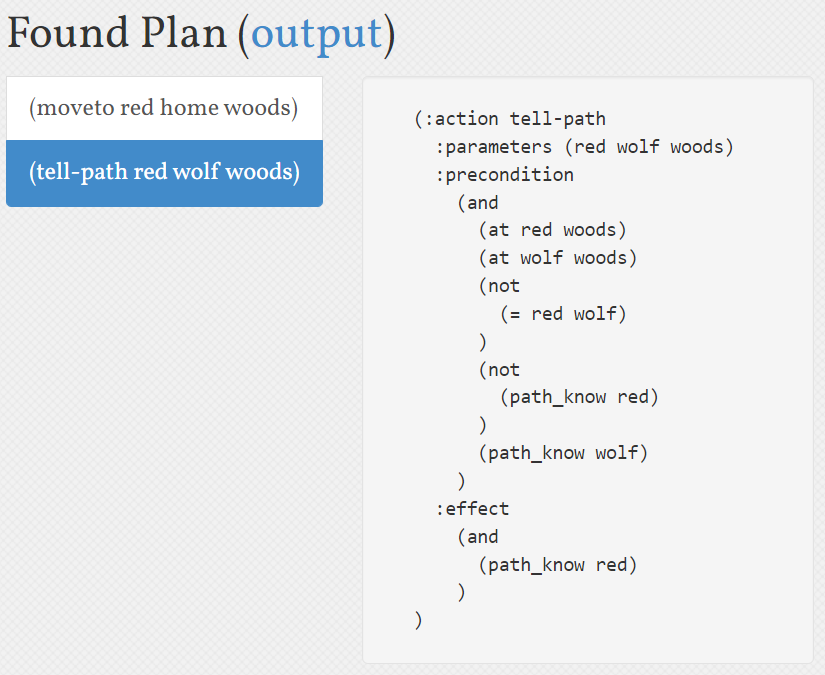 Found Plan (output)
(moveto red home woods)
(tell-path red wolf woods)
(:action tell-path
  :parameters (red wolf woods)
  :precondition
    (and
      (at red woods)
      (at wolf woods)
      (not
        (= red wolf)
      )
      (not
        (path_know red)
      )
      (path_know wolf)
    )
  :effect
    (and
      (path_know red)
    )
)